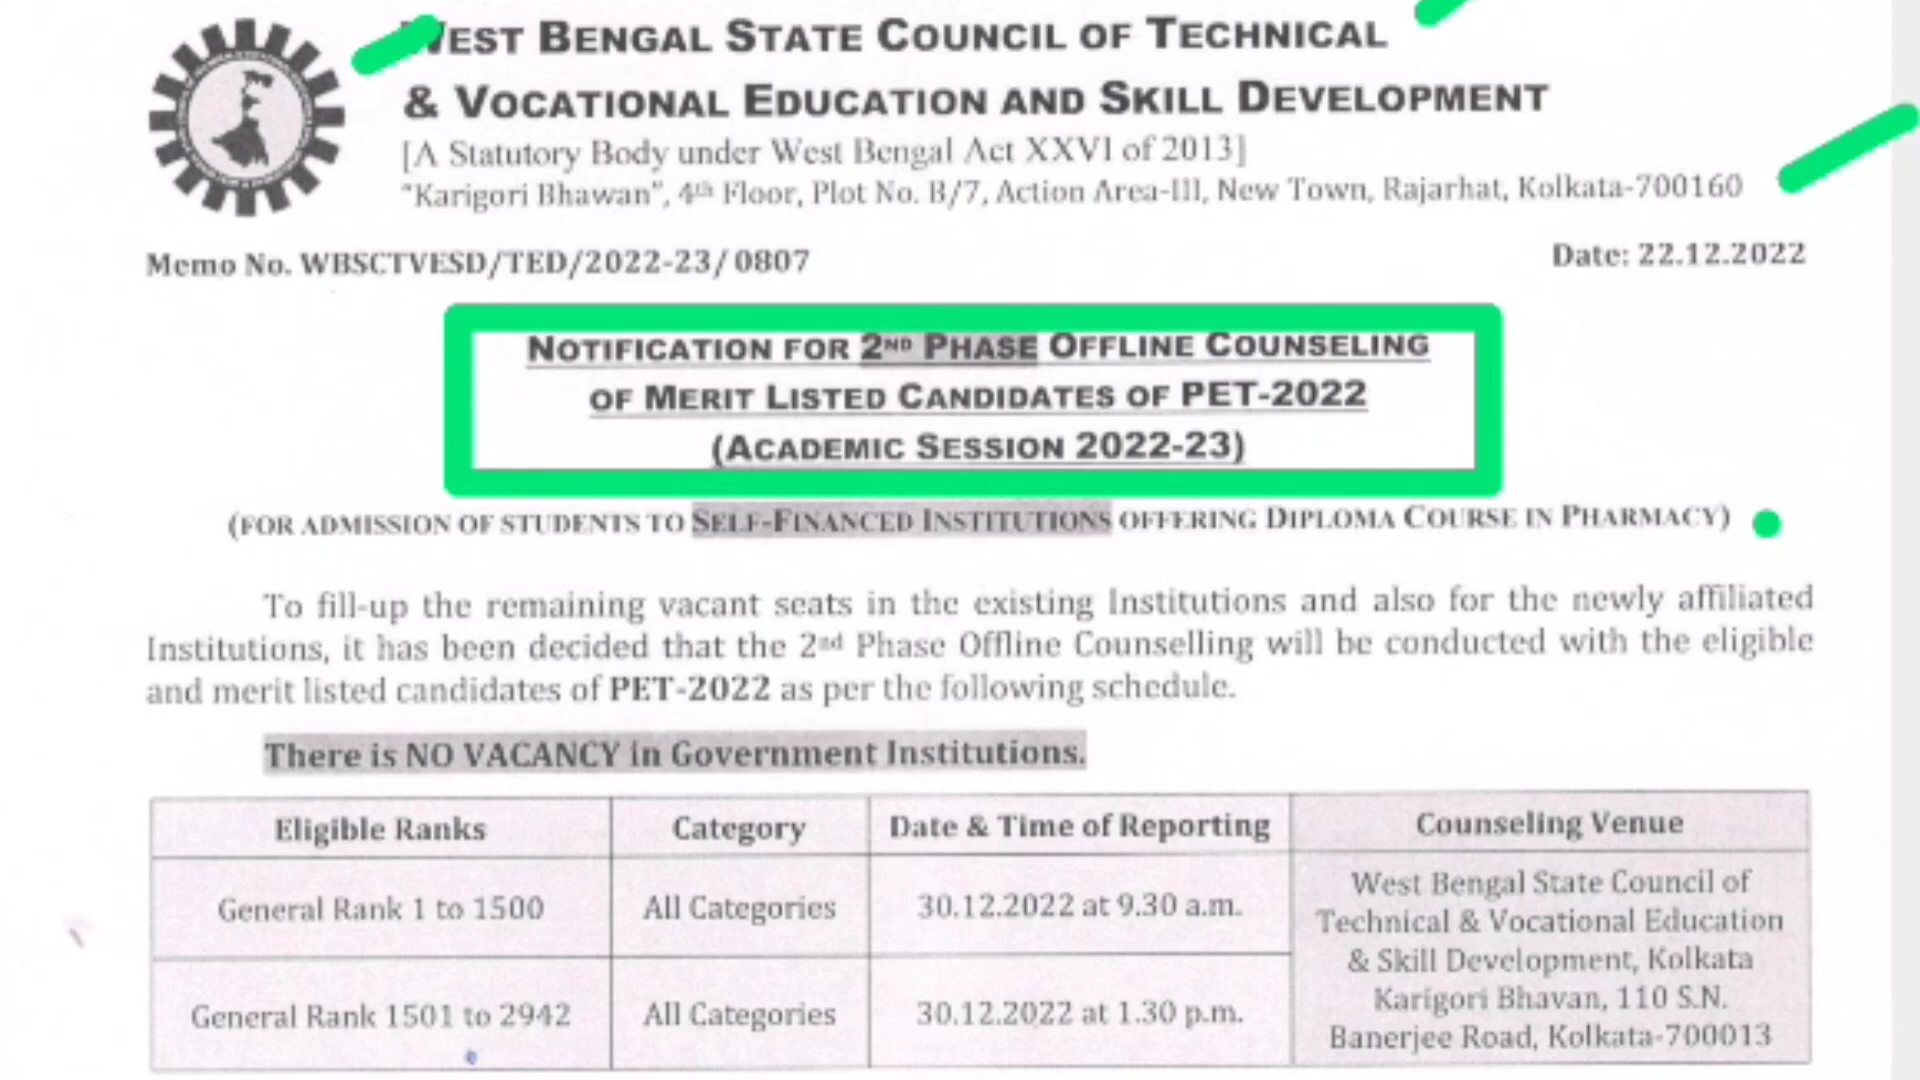 WEST BENGAL STATE COUNCIL OF TECHNICAL
& VOCATIONAL EDUCATION AND SKILL DEVELOPMENT
[A Statutory Body under West Bengal Act XXVI of 2013]
"Karigori Bhawan", 4th Floor, Plot No. B/7, Action Area-III, New Town, Rajarhat, Kolkata-700160
Memo No. WBSCTVESD/TED/2022-23/0807 Date: 22.12.2022
NOTIFICATION FOR 2ND PHASE OFFLINE COUNSELING
OF MERIT LISTED CANDIDATES OF PET-2022
(ACADEMIC SESSION 2022-23)
(FOR ADMISSION OF STUDENTS TO SELF-FINANCED INSTITUTIONS OFFERING DIPLOMA COURSE IN PHARMACY)
To fill-up the remaining vacant seats in the existing Institutions and also for the newly affiliated
Institutions, it has been decided that the 2nd Phase Offline Counselling will be conducted with the eligible
and merit listed candidates of PET-2022 as per the following schedule.
There is NO VACANCY in Government Institutions.
Eligible Ranks Category Date & Time of Reporting Counseling Venue
General Rank 1 to 1500 All Categories 30.12.2022 at 9.30 a.m.
General Rank 1501 to 2942 All Categories 30.12.2022 at 1.30 p.m.
West Bengal State Council of
Technical & Vocational Education
& Skill Development, Kolkata
Karigori Bhavan, 110 S.N.
Banerjee Road, Kolkata-700013